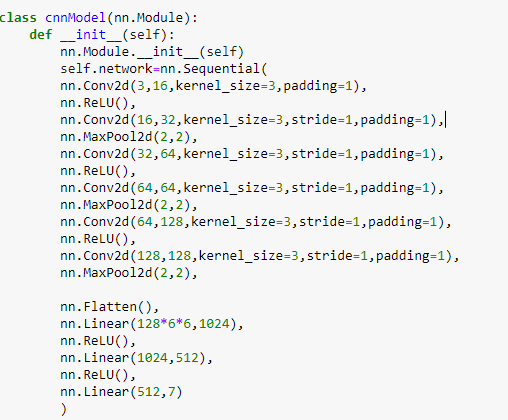 class cnnModel(nn.Module):
    def __init__(self):
        nn.Module.__init__(self)
        self.network=nn.Sequential(
        nn.Conv2d(3,16,kernel_size=3,padding=1),
        nn.ReLU(),
        nn.Conv2d(16,32,kernel_size=3,stride=1,padding=1),
        nn.MaxPool2d(2,2),
        nn.Conv2d(32,64,kernel_size=3,stride=1,padding=1),
        nn.ReLU(),
        nn.Conv2d(64,64,kernel_size=3,stride=1,padding=1),
        nn.MaxPool2d(2,2),
        nn.Conv2d(64,128,kernel_size=3,stride=1,padding=1),
        nn.ReLU(),
        nn.Conv2d(128,128,kernel_size=3,stride=1,padding=1),
        nn.MaxPool2d(2,2),

        nn.Flatten(),
        nn.Linear(128*6*6,1024),
        nn.ReLU(),
        nn.Linear(1024,512),
        nn.ReLU(),
        nn.Linear(512,7)
        )